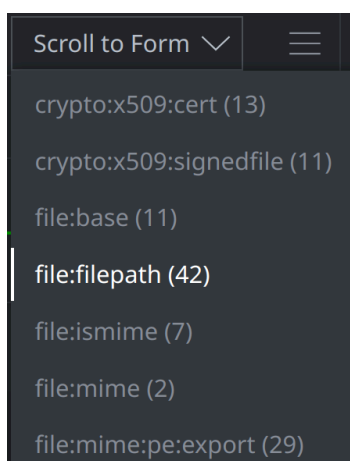 Scroll to Form
crypto:x509:cert (13)
crypto:x509:signedfile (11)
file:base (11)
file:filepath (42)
file:ismime (7)
file:mime (2)
file:mime:pe:export (29)